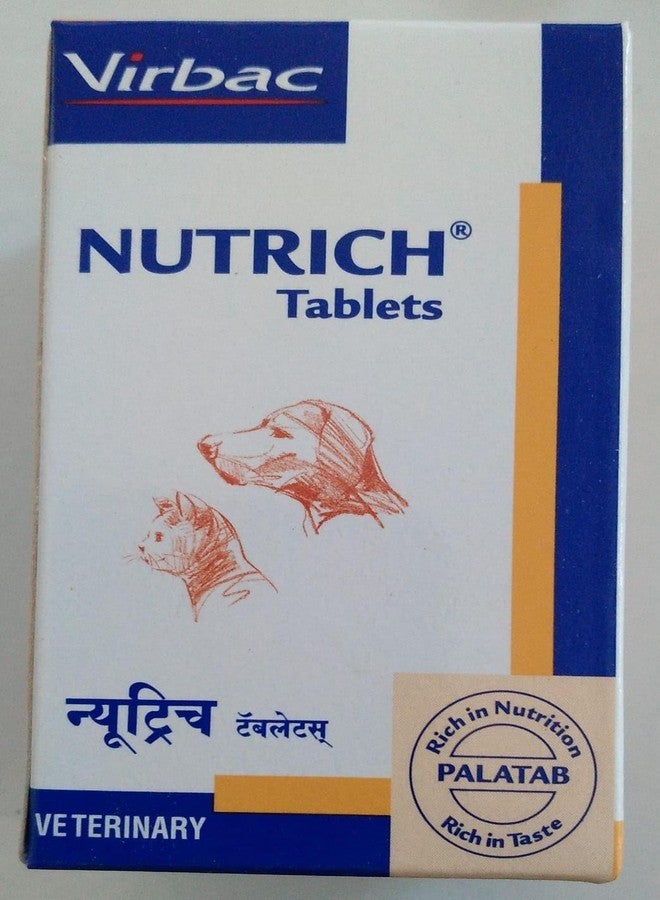 Virbac
NUTRICH®
Tablets
न्यूट्रिच टॅबलेटस्
VETERINARY
Rich in Nutrition
PALATAB
Rich in Taste